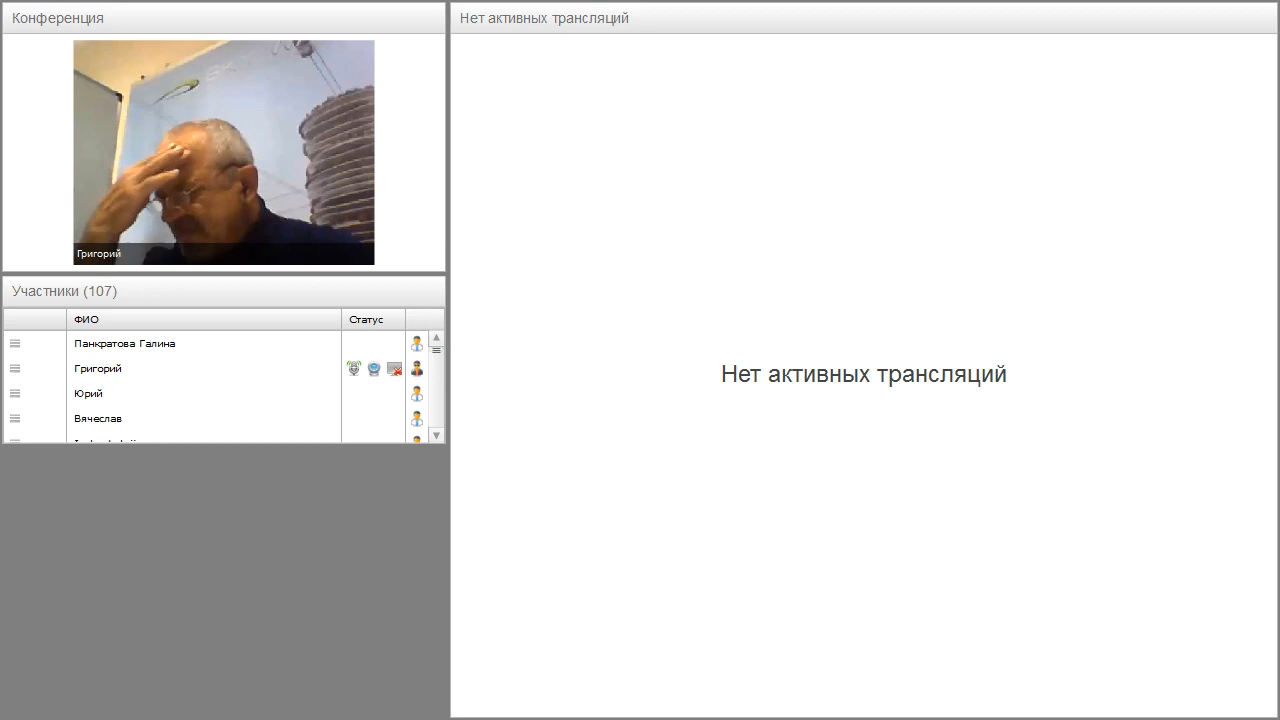 Конференция
Григорий
Участники (107)
ФИО
Статус
Панкратова Галина
Григорий
Юрий
Вячеслав
Нет активных трансляций
Нет активных трансляций